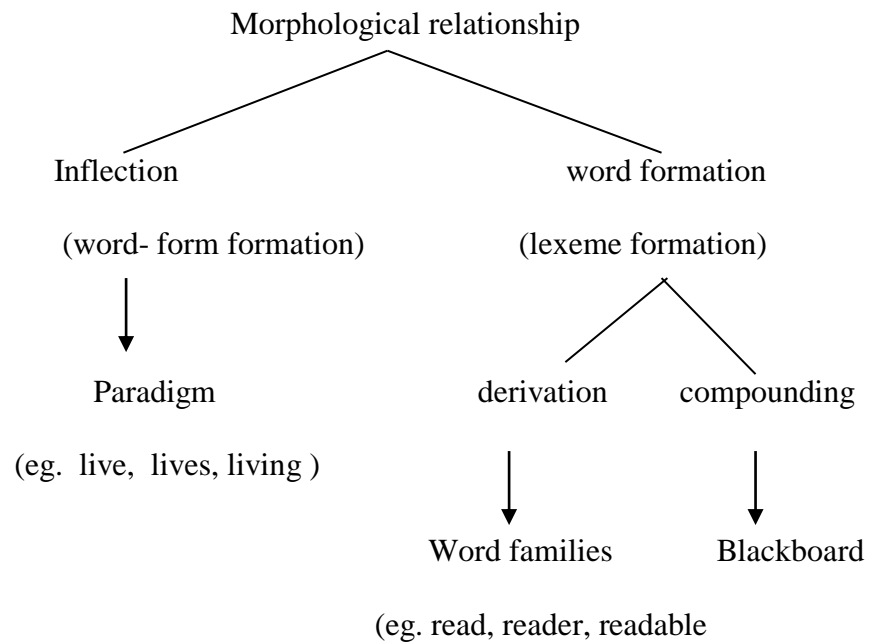 Morphological relationship
Inflection word formation
(word- form formation) (lexeme formation)
Paradigm derivation compounding
(eg. live, lives, living )
Word families Blackboard
(eg. read, reader, readable